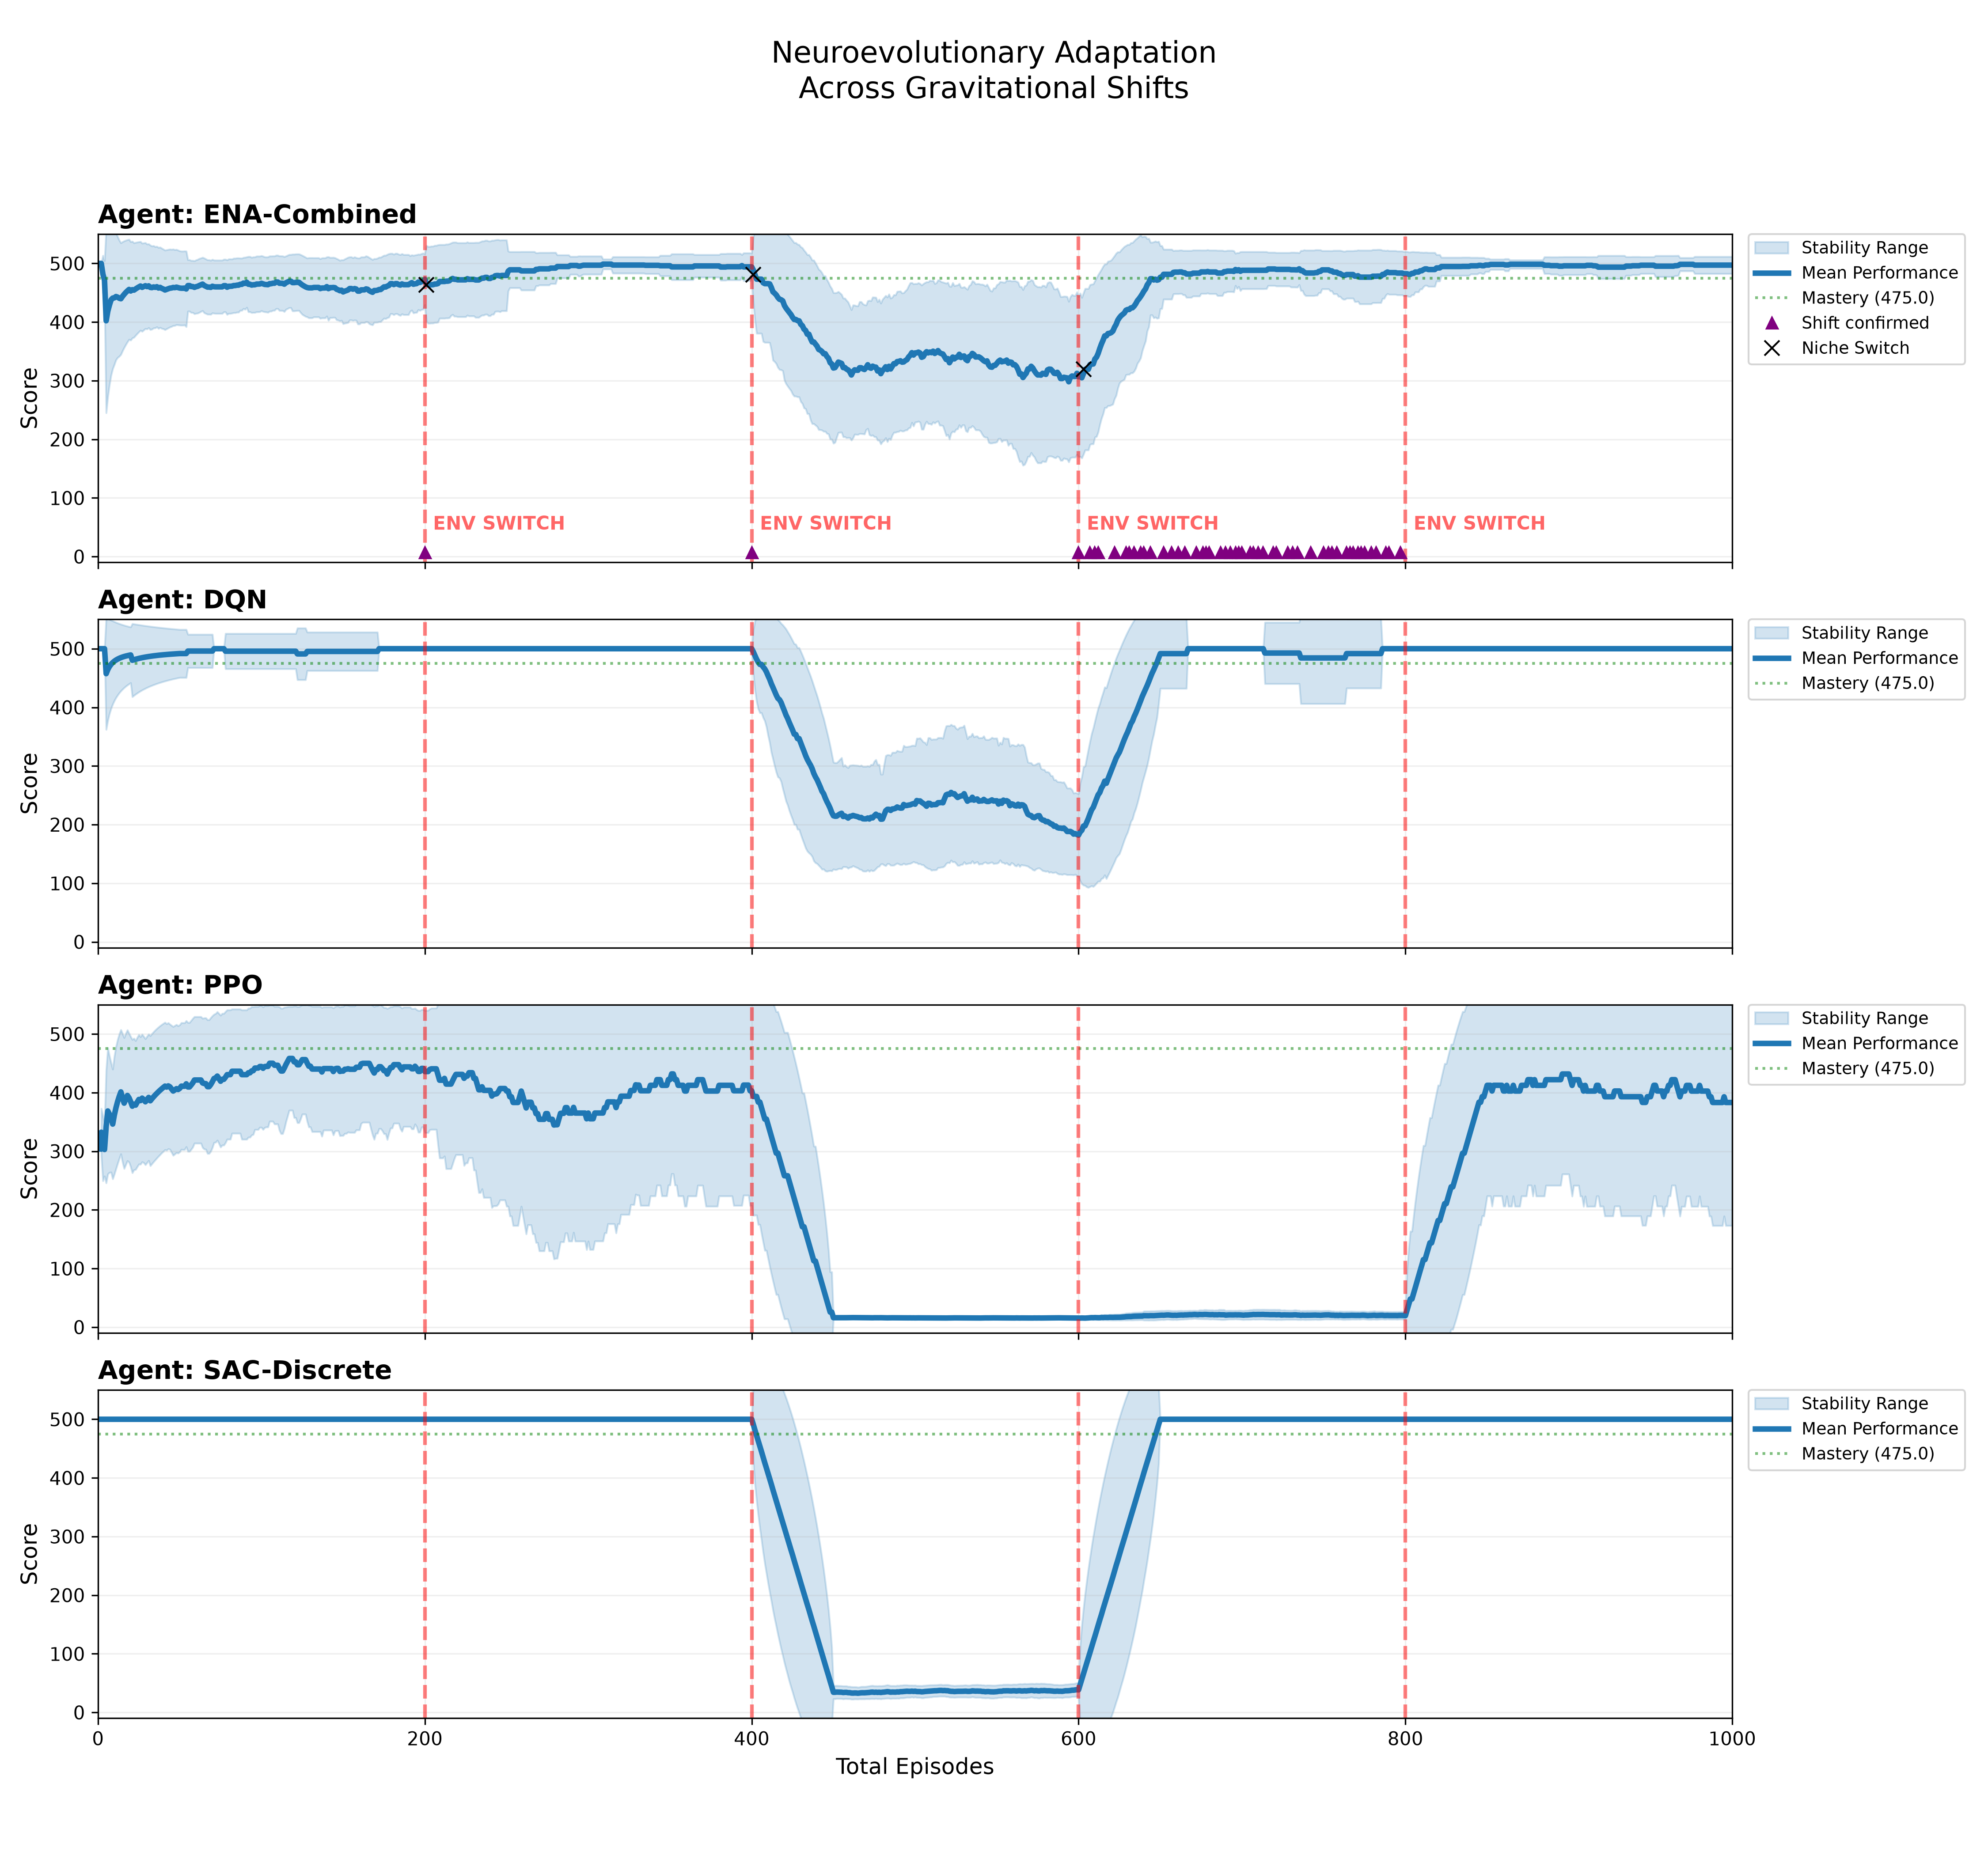 Neuroevolutionary Adaptation
Across Gravitational Shifts
Agent: ENA-Combined
Score
500
400
300
200
100
0
ENV SWITCH
ENV SWITCH
ENV SWITCH
ENV SWITCH
Stability Range
Mean Performance
Mastery (475.0)
Shift confirmed
Niche Switch
Agent: DQN
Score
500
400
300
200
100
0
Stability Range
Mean Performance
Mastery (475.0)
Agent: PPO
Score
500
400
300
200
100
0
Stability Range
Mean Performance
Mastery (475.0)
Agent: SAC-Discrete
Score
500
400
300
200
100
0
Stability Range
Mean Performance
Mastery (475.0)
0
200
400
600
800
1000
Total Episodes